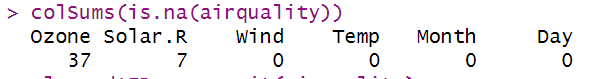 > colSums(is.na(airquality))
Ozone Solar.R Wind Temp Month Day
37 7 0 0 0 0